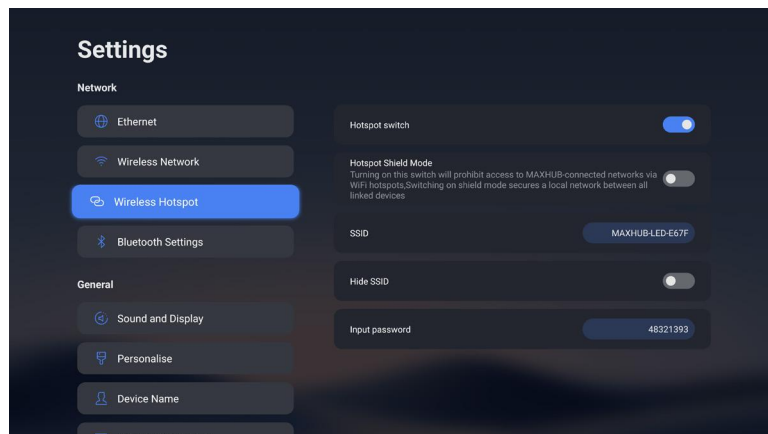 Settings
Network
Ethernet
Wireless Network
Wireless Hotspot
Bluetooth Settings
General
Sound and Display
Personalise
Device Name
Hotspot switch
Hotspot Shield Mode
Turning on this switch will prohibit access to MAXHUB-connected networks via
WiFi hotspots,Switching on shield mode secures a local network between all
linked devices
SSID
MAXHUB-LED-E67F
Hide SSID
Input password
48321393